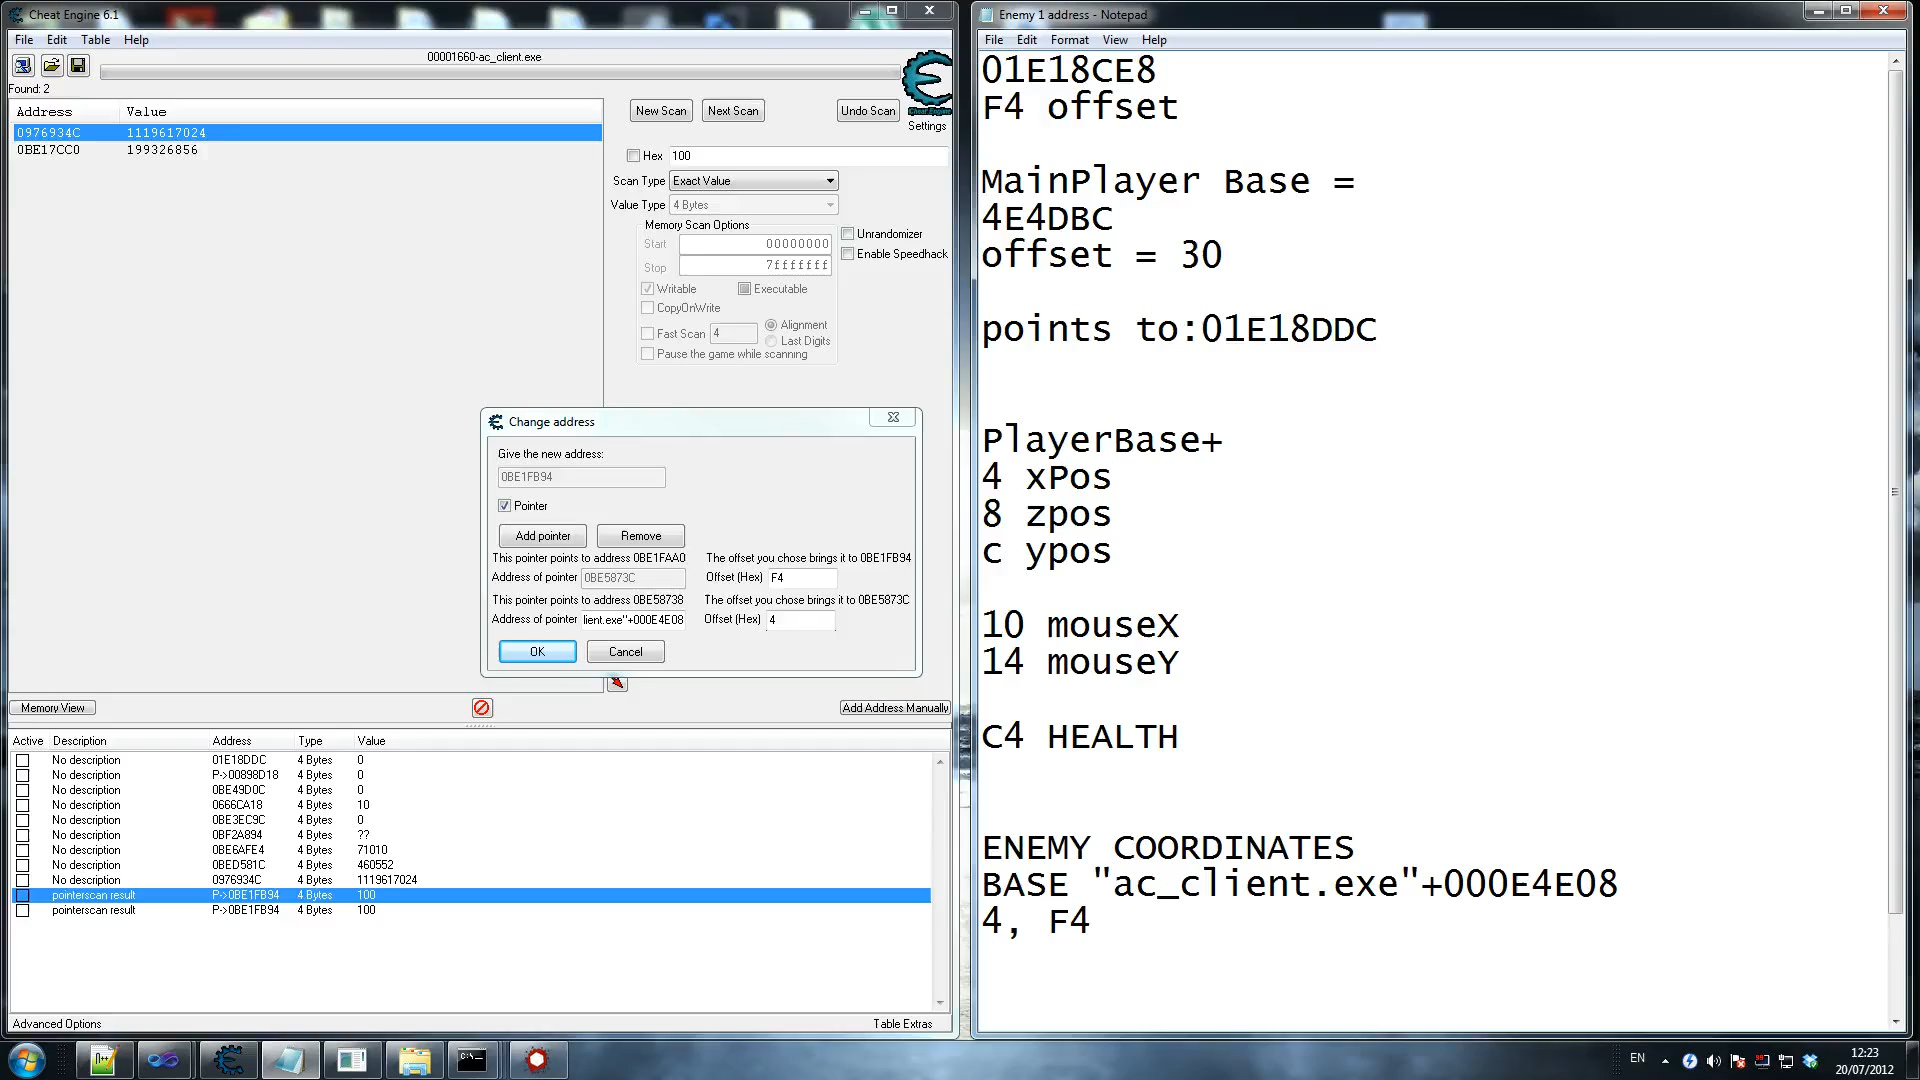 Cheat Engine 6.1
File Edit Table Help
00001660-ac_client.exe
Found: 2
Address Value
0976934C 1119617024
0BE17CC0 199326856
New Scan Next Scan Undo Scan
Cheat Engine
Settings
Hex 100
Scan Type Exact Value
Value Type 4 Bytes
Memory Scan Options
Start 00000000
Stop 7fffffff
Unrandomizer
Enable Speedhack
Writable Executable
CopyOnWrite
Fast Scan 4 Alignment
Last Digits
Pause the game while scanning
Change address
Give the new address:
0BE1FB94
Pointer
Add pointer Remove
This pointer points to address 0BE1FAA0 The offset you chose brings it to 0BE1FB94
Address of pointer 0BE5873C Offset (Hex) F4
This pointer points to address 0BE58738 The offset you chose brings it to 0BE5873C
Address of pointer lient.exe"+000E4E08 Offset (Hex) 4
OK Cancel
Memory View Add Address Manually
Active Description Address Type Value
No description 01E18DDC 4 Bytes 0
No description P->00898D18 4 Bytes 0
No description 0BE49D0C 4 Bytes 0
No description 0666CA18 4 Bytes 10
No description 0BE3EC9C 4 Bytes 0
No description 0BF2A894 4 Bytes ??
No description 0BE6AFE4 4 Bytes 71010
No description 0BED581C 4 Bytes 460552
No description 0976934C 4 Bytes 1119617024
pointerscan result P->0BE1FB94 4 Bytes 100
pointerscan result P->0BE1FB94 4 Bytes 100
Advanced Options Table Extras
Enemy 1 address - Notepad
File Edit Format View Help
01E18CE8
F4 offset
MainPlayer Base =
4E4DBC
offset = 30
points to:01E18DDC
PlayerBase+
4 xPos
8 zpos
c ypos
10 mouseX
14 mouseY
C4 HEALTH
ENEMY COORDINATES
BASE "ac_client.exe"+000E4E08
4, F4
EN
12:23
20/07/2012